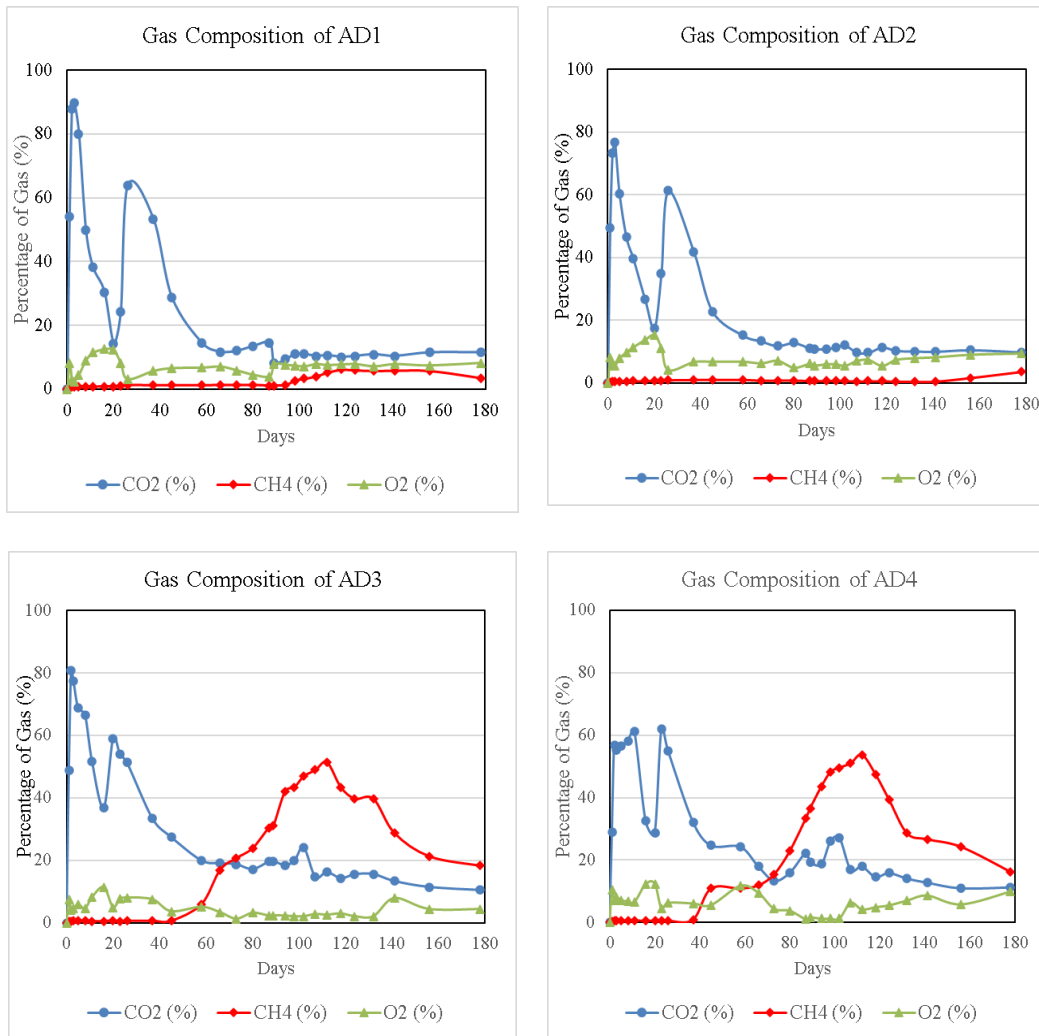 Gas Composition of AD1
Percentage of Gas (%)
100
80
60
40
20
0
0 20 40 60 80 100 120 140 160 180
Days
CO2 (%) CH4 (%) O2 (%)
Gas Composition of AD2
Percentage of Gas (%)
100
80
60
40
20
0
0 20 40 60 80 100 120 140 160 180
Days
CO2 (%) CH4 (%) O2 (%)
Gas Composition of AD3
Percentage of Gas (%)
100
80
60
40
20
0
0 20 40 60 80 100 120 140 160 180
Days
CO2 (%) CH4 (%) O2 (%)
Gas Composition of AD4
Percentage of Gas (%)
100
80
60
40
20
0
0 20 40 60 80 100 120 140 160 180
Days
CO2 (%) CH4 (%) O2 (%)